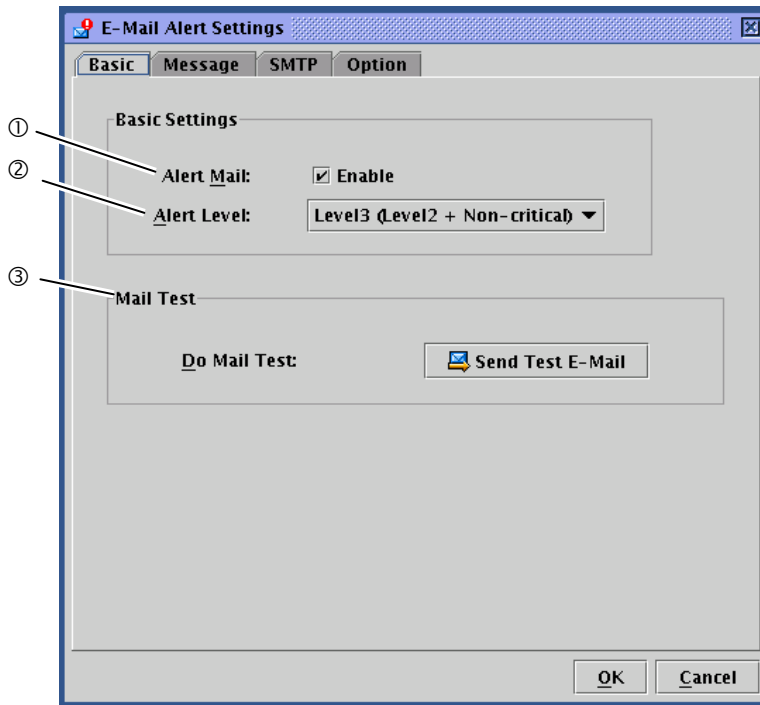 E-Mail Alert Settings
Basic Message SMTP Option
Basic Settings
① Alert Mail: Enable
② Alert Level: Level3 (Level2 + Non-critical)
③ Mail Test
Do Mail Test: Send Test E-Mail
OK Cancel